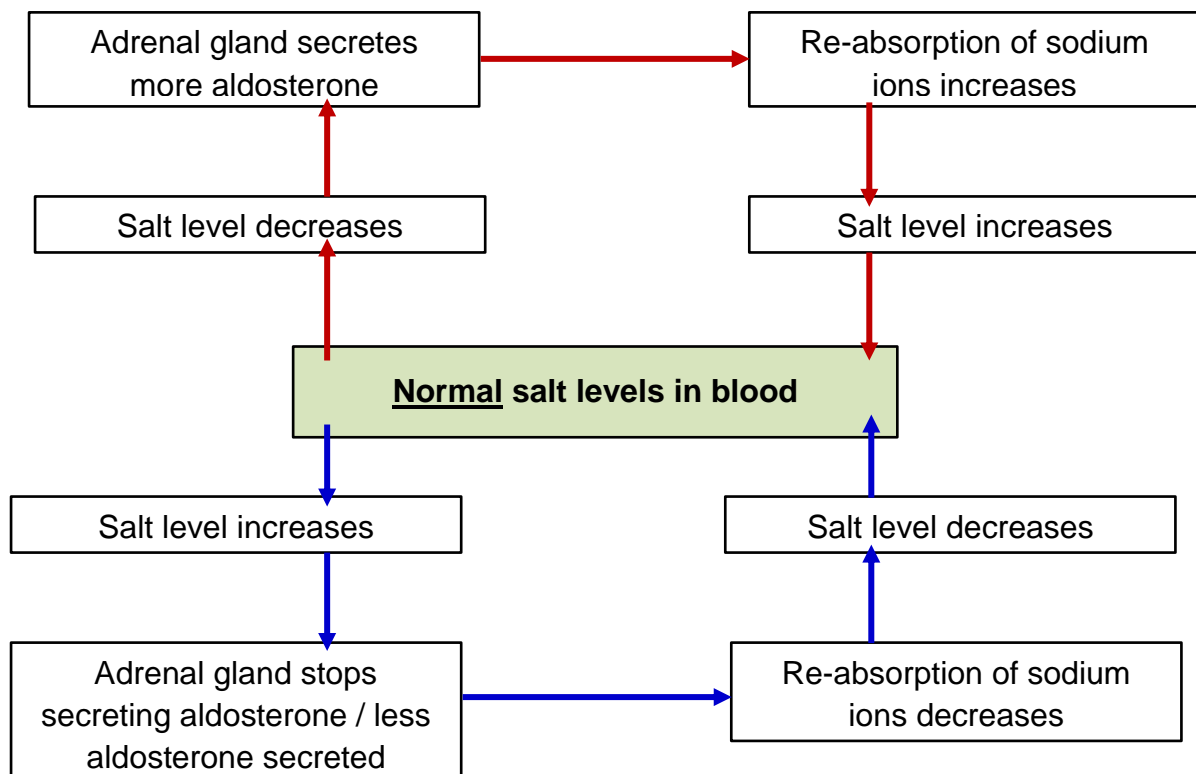 Adrenal gland secretes
more aldosterone
Re-absorption of sodium
ions increases
Salt level decreases
Salt level increases
Normal salt levels in blood
Salt level increases
Salt level decreases
Adrenal gland stops
secreting aldosterone / less
aldosterone secreted
Re-absorption of sodium
ions decreases